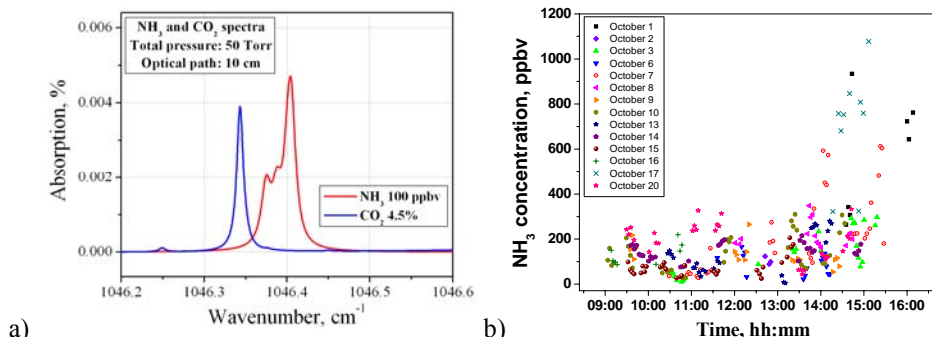 NH₃ and CO₂ spectra
Total pressure: 50 Torr
Optical path: 10 cm
0.006
0.004
0.002
0.000
Absorption, %
NH₃ 100 ppbv
CO₂ 4.5%
1046.2 1046.3 1046.4 1046.5 1046.6
Wavenumber, cm⁻¹
a)
1200
1000
800
600
400
200
0
NH₃ concentration, ppbv
October 1
October 2
October 3
October 6
October 7
October 8
October 9
October 10
October 13
October 14
October 15
October 16
October 17
October 20
09:00 10:00 11:00 12:00 13:00 14:00 15:00 16:00
Time, hh:mm
b)